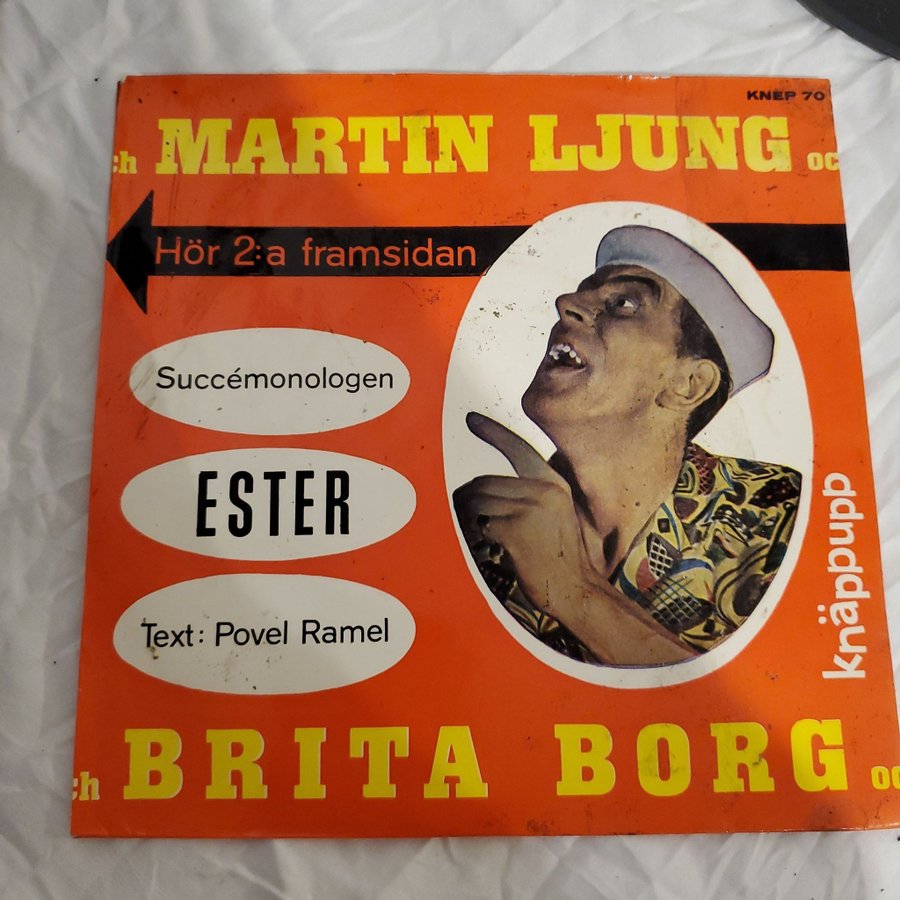 KNEP 70
ch MARTIN LJUNG oc
Hör 2:a framsidan
Succémonologen
ESTER
Text: Povel Ramel
knäppupp
ch BRITA BORG oc